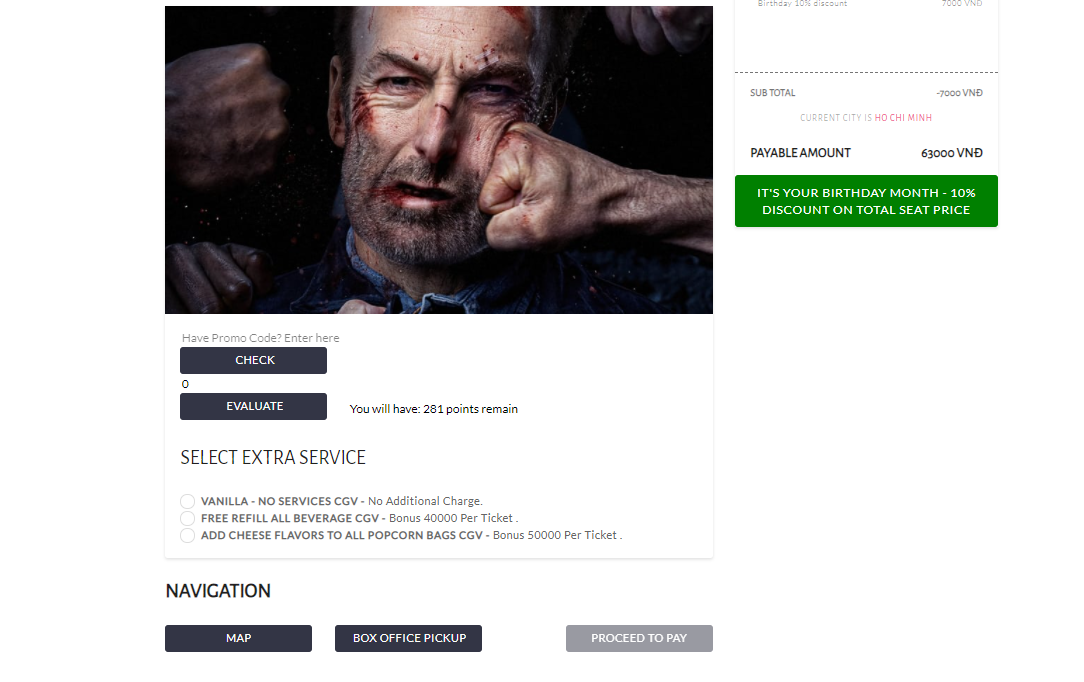 Birthday 10% discount 7000 VNĐ
SUB TOTAL -7000 VNĐ
CURRENT CITY IS HO CHI MINH
PAYABLE AMOUNT 63000 VNĐ
IT'S YOUR BIRTHDAY MONTH - 10%
DISCOUNT ON TOTAL SEAT PRICE
Have Promo Code? Enter here
CHECK
0
EVALUATE
You will have: 281 points remain
SELECT EXTRA SERVICE
VANILLA - NO SERVICES CGV - No Additional Charge.
FREE REFILL ALL BEVERAGE CGV - Bonus 40000 Per Ticket .
ADD CHEESE FLAVORS TO ALL POPCORN BAGS CGV - Bonus 50000 Per Ticket .
NAVIGATION
MAP
BOX OFFICE PICKUP
PROCEED TO PAY